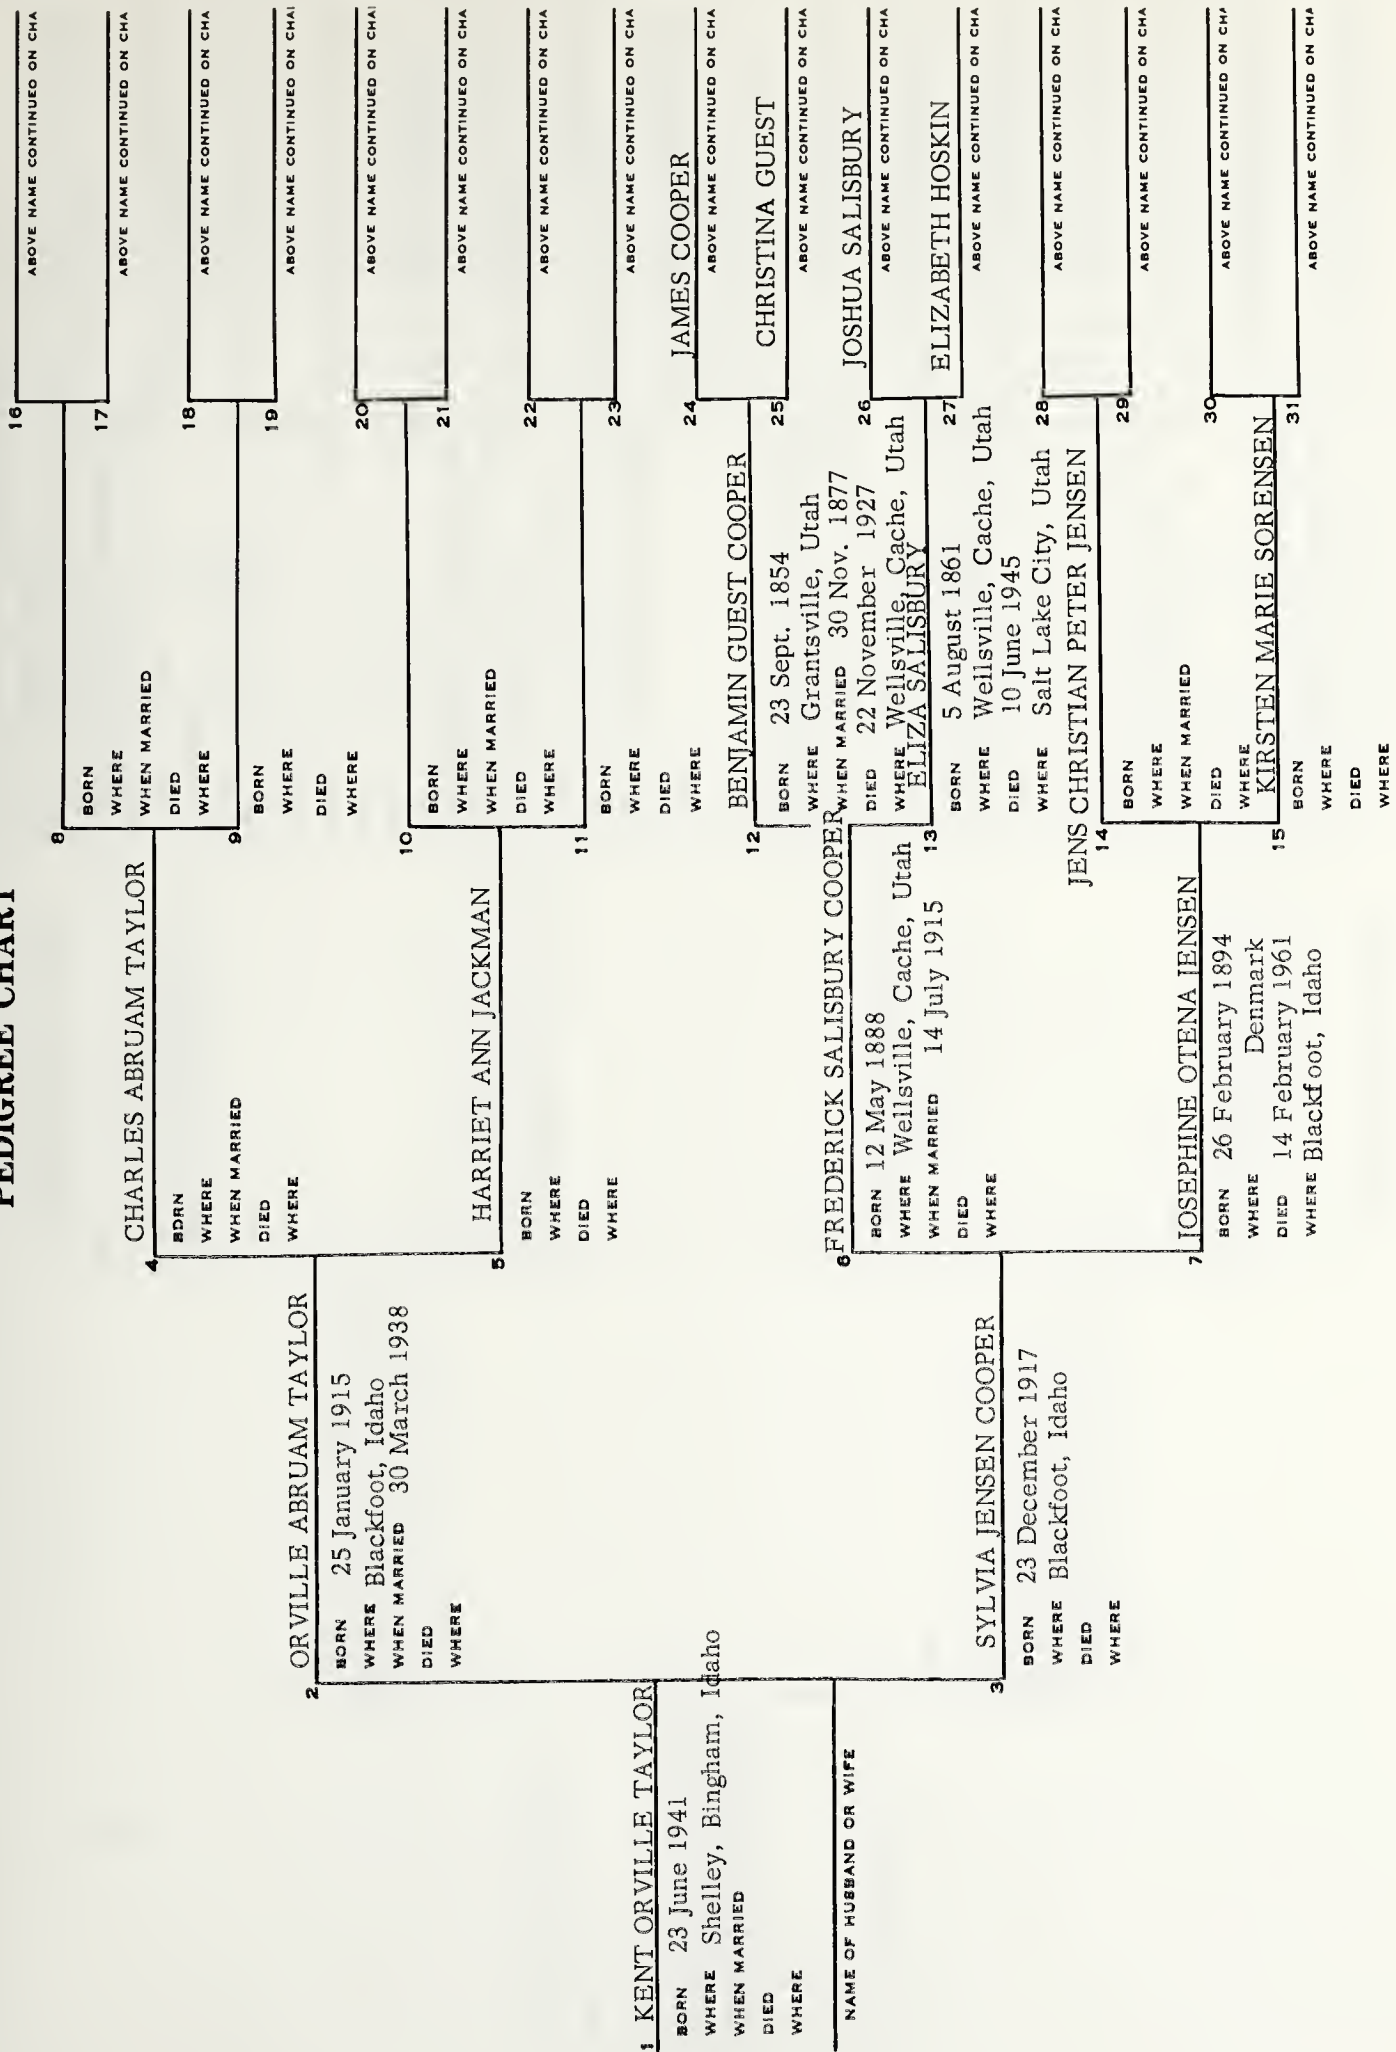 PEDIGREE CHART
1 KENT ORVILLE TAYLOR
BORN 23 June 1941
WHERE Shelley, Bingham, Idaho
WHEN MARRIED
DIED
WHERE
NAME OF HUSBAND OR WIFE
2
ORVILLE ABRUAM TAYLOR
BORN 25 January 1915
WHERE Blackfoot, Idaho
WHEN MARRIED 30 March 1938
DIED
WHERE
3
SYLVIA JENSEN COOPER
BORN 23 December 1917
WHERE Blackfoot, Idaho
DIED
WHERE
4
CHARLES ABRUAM TAYLOR
BORN
WHERE
WHEN MARRIED
DIED
WHERE
5
HARRIET ANN JACKMAN
BORN
WHERE
DIED
WHERE
6
FREDERICK SALISBURY COOPER
BORN 12 May 1888
WHERE Wellsville, Cache, Utah
WHEN MARRIED 14 July 1915
DIED
WHERE
7
JOSEPHINE OTENA JENSEN
BORN 26 February 1894
WHERE Denmark
DIED 14 February 1961
WHERE Blackfoot, Idaho
8
BORN
WHERE
WHEN MARRIED
DIED
WHERE
9
BORN
WHERE
DIED
WHERE
10
BORN
WHERE
WHEN MARRIED
DIED
WHERE
11
BORN
WHERE
DIED
WHERE
12
BENJAMIN GUEST COOPER
BORN 23 Sept. 1854
WHERE Grantsville, Utah
WHEN MARRIED 30 Nov. 1877
DIED 22 November 1927
WHERE Wellsville, Cache, Utah
13
ELIZA SALISBURY
BORN 5 August 1861
WHERE Wellsville, Cache, Utah
DIED 10 June 1945
WHERE Salt Lake City, Utah
14
JENS CHRISTIAN PETER JENSEN
BORN
WHERE
WHEN MARRIED
DIED
WHERE
15
KIRSTEN MARIE SORENSEN
BORN
WHERE
DIED
WHERE
16
ABOVE NAME CONTINUED ON CHA
17
ABOVE NAME CONTINUED ON CHA
18
ABOVE NAME CONTINUED ON CHA
19
ABOVE NAME CONTINUED ON CHA
20
ABOVE NAME CONTINUED ON CHA
21
ABOVE NAME CONTINUED ON CHA
22
ABOVE NAME CONTINUED ON CHA
23
ABOVE NAME CONTINUED ON CHA
24
JAMES COOPER
ABOVE NAME CONTINUED ON CHA
25
CHRISTINA GUEST
ABOVE NAME CONTINUED ON CHA
26
JOSHUA SALISBURY
ABOVE NAME CONTINUED ON CHA
27
ELIZABETH HOSKIN
ABOVE NAME CONTINUED ON CHA
28
ABOVE NAME CONTINUED ON CHA
29
ABOVE NAME CONTINUED ON CHA
30
ABOVE NAME CONTINUED ON CHA
31
ABOVE NAME CONTINUED ON CHA